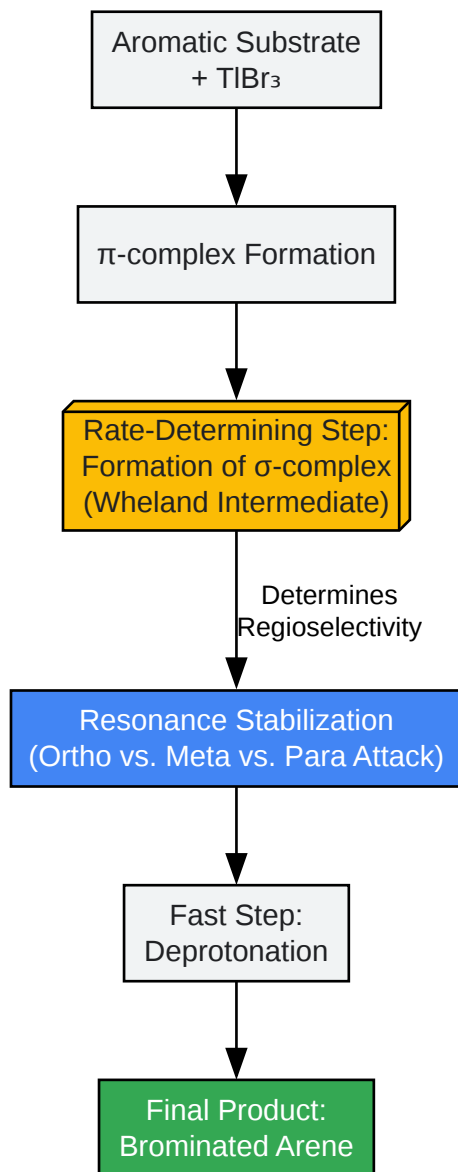 Aromatic Substrate
+ TlBr₃
π-complex Formation
Rate-Determining Step:
Formation of σ-complex
(Wheland Intermediate)
Determines
Regioselectivity
Resonance Stabilization
(Ortho vs. Meta vs. Para Attack)
Fast Step:
Deprotonation
Final Product:
Brominated Arene